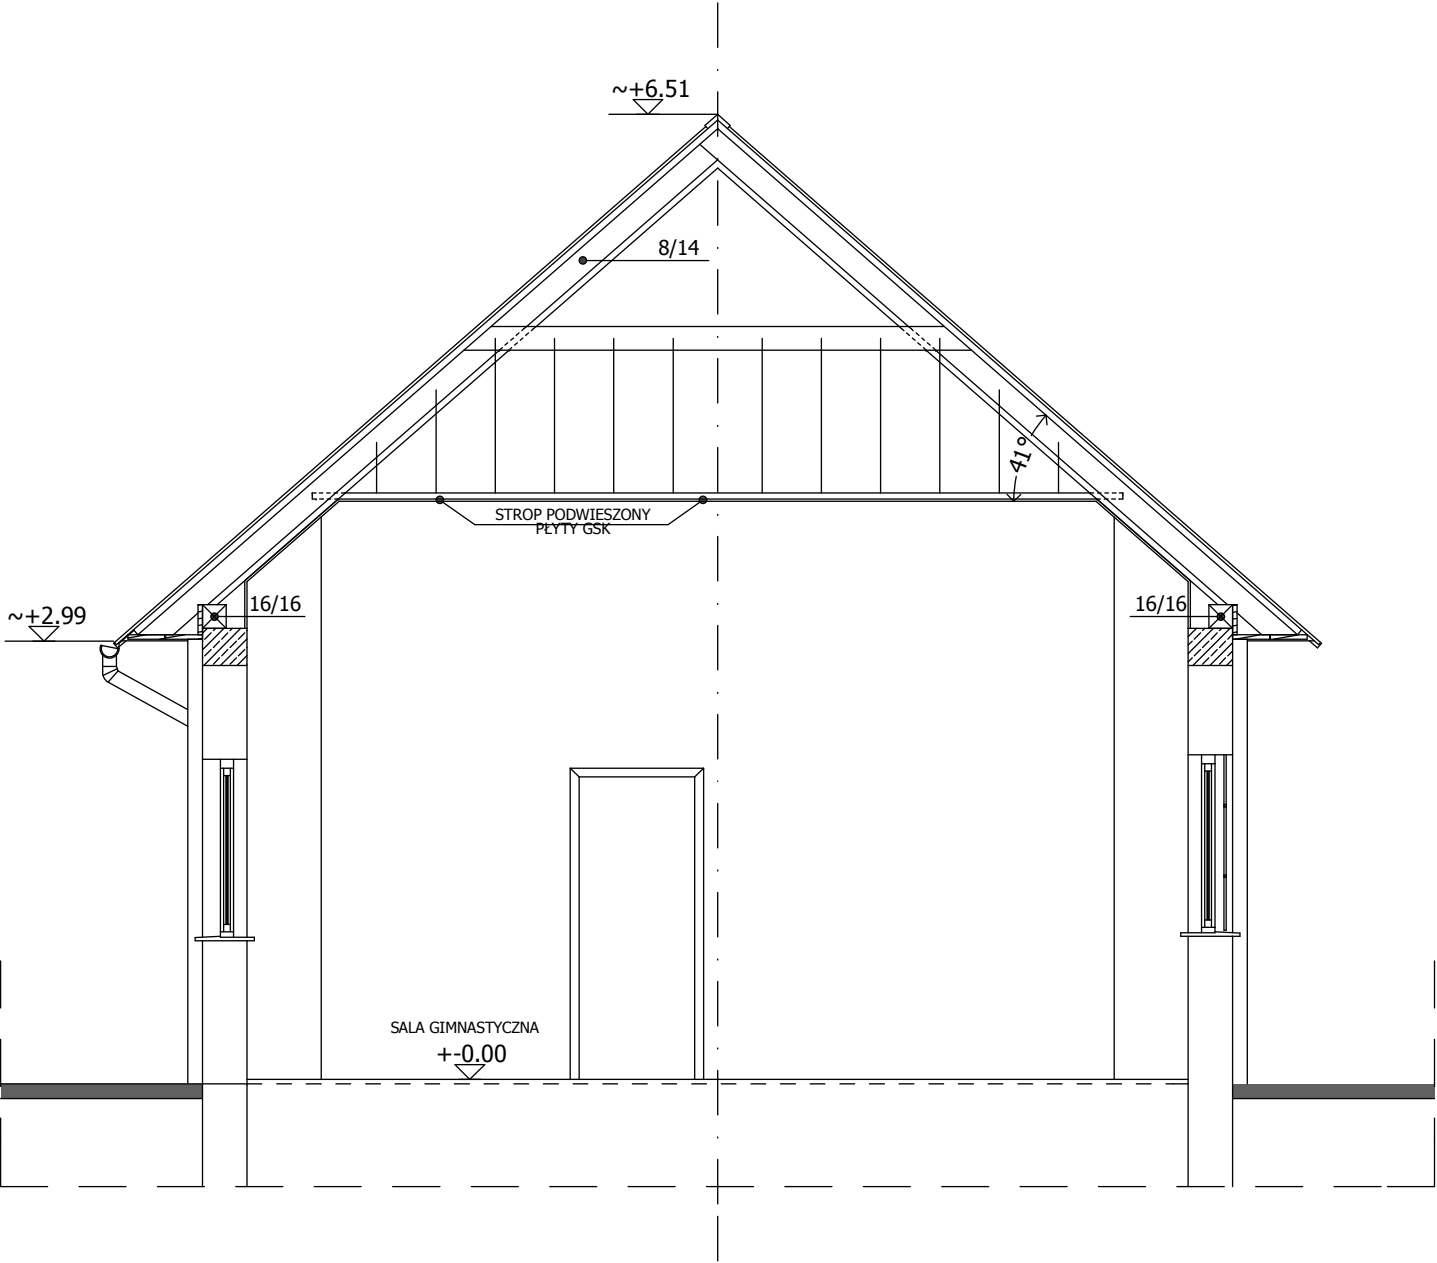 ~+6.51
8/14
41°
STROP PODWIESZONY
PŁYTY GSK
16/16
16/16
~+2.99
SALA GIMNASTYCZNA
+-0.00